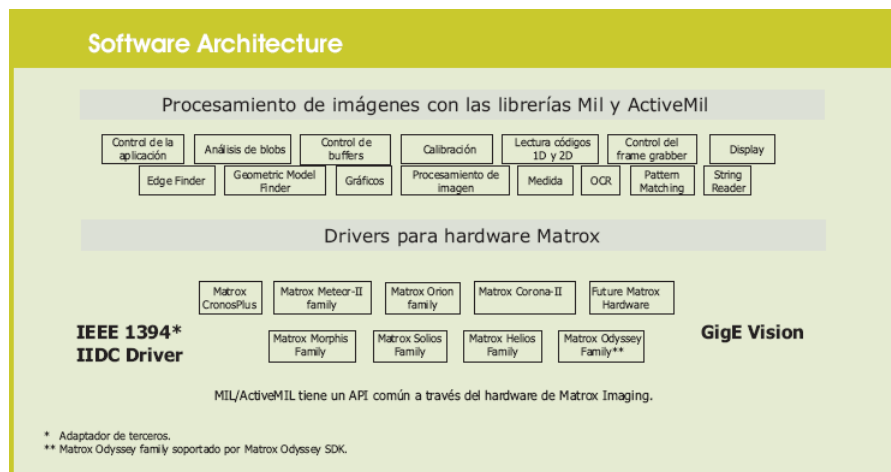 Software Architecture
Procesamiento de imágenes con las librerías Mil y ActiveMil
Control de la
aplicación
Análisis de blobs
Control de
buffers
Calibración
Lectura códigos
1D y 2D
Control del
frame grabber
Display
Edge Finder
Geometric Model
Finder
Gráficos
Procesamiento de
imagen
Medida
OCR
Pattern
Matching
String
Reader
Drivers para hardware Matrox
Matrox
CronosPlus
Matrox Meteor-II
family
Matrox Orion
family
Matrox Corona-II
Future Matrox
Hardware
IEEE 1394*
IIDC Driver
Matrox Morphis
Family
Matrox Solios
Family
Matrox Helios
Family
Matrox Odyssey
Family**
GigE Vision
MIL/ActiveMIL tiene un API común a través del hardware de Matrox Imaging.
* Adaptador de terceros.
** Matrox Odyssey family soportado por Matrox Odyssey SDK.